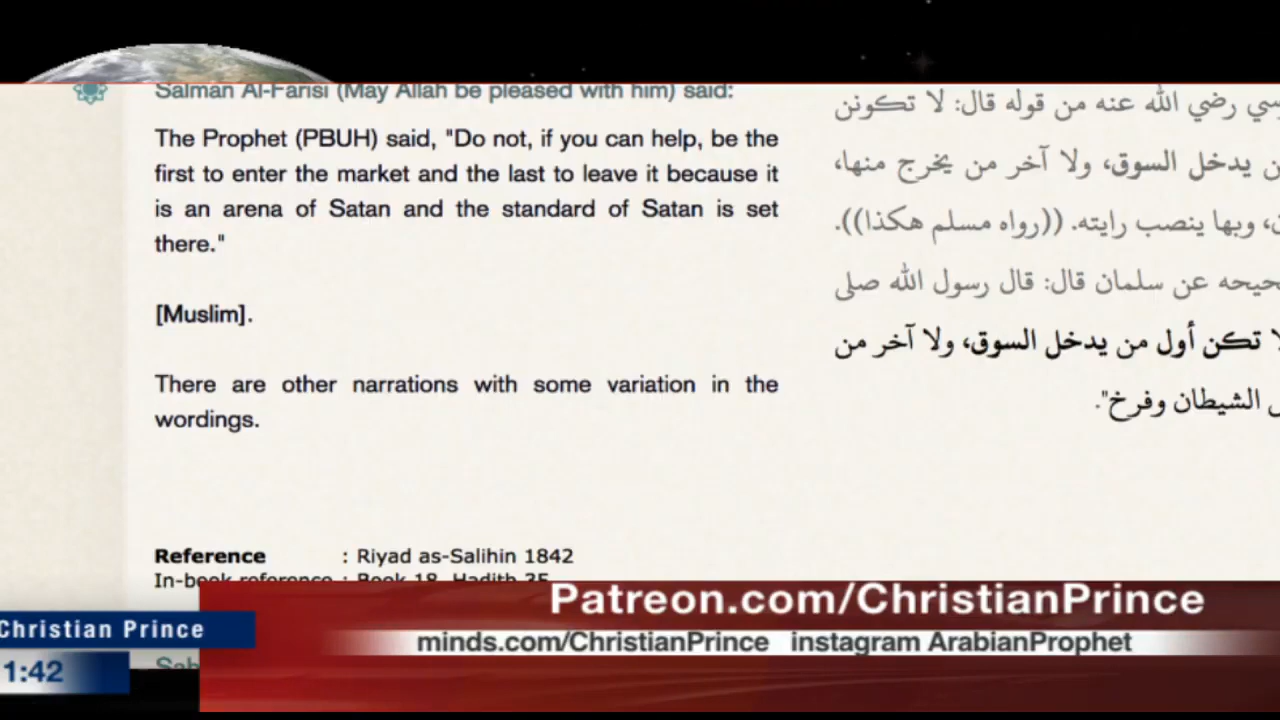 Salman Al-Farisi (May Allah be pleased with him) said:
The Prophet (PBUH) said, "Do not, if you can help, be the
first to enter the market and the last to leave it because it
is an arena of Satan and the standard of Satan is set
there."
[Muslim].
There are other narrations with some variation in the
wordings.
سي رضي الله عنه من قوله قال: لا تكونن
ن يدخل السوق، ولا آخر من يخرج منها،
ن، وبها ينصب رايته. ((رواه مسلم هكذا)).
حيحه عن سلمان قال: قال رسول الله صلى
لا تكن أول من يدخل السوق، ولا آخر من
ض الشيطان وفرخ".
Reference : Riyad as-Salihin 1842
In-book reference : Book 18, Hadith 35
Patreon.com/ChristianPrince
Christian Prince
minds.com/ChristianPrince instagram ArabianProphet
1:42